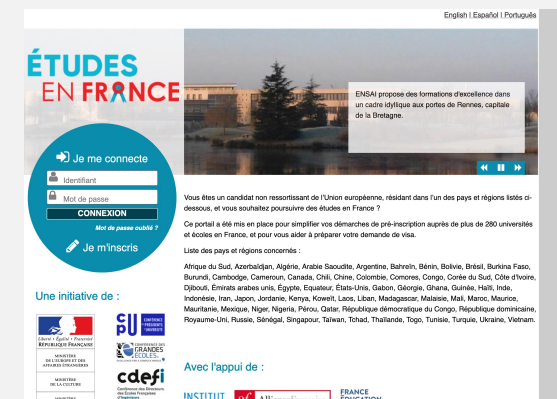 English | Español | Português
ÉTUDES
EN FRANCE
ENSAI propose des formations d'excellence dans
un cadre idyllique aux portes de Rennes, capitale
de la Bretagne.
Je me connecte
Identifiant
Mot de passe
CONNEXION
Mot de passe oublié ?
Je m'inscris
Vous êtes un candidat non ressortissant de l'Union européenne, résidant dans l'un des pays et régions listés ci-
dessous, et vous souhaitez poursuivre des études en France ?
Ce portail a été mis en place pour simplifier vos démarches de pré-inscription auprès de plus de 280 universités
et écoles en France, et pour vous aider à préparer votre demande de visa.
Liste des pays et régions concernés :
Afrique du Sud, Azerbaïdjan, Algérie, Arabie Saoudite, Argentine, Bahreïn, Bénin, Bolivie, Brésil, Burkina Faso,
Burundi, Cambodge, Cameroun, Canada, Chili, Chine, Colombie, Comores, Congo, Corée du Sud, Côte d'Ivoire,
Djibouti, Émirats arabes unis, Égypte, Equateur, États-Unis, Gabon, Géorgie, Ghana, Guinée, Haïti, Inde,
Indonésie, Iran, Japon, Jordanie, Kenya, Koweït, Laos, Liban, Madagascar, Malaisie, Mali, Maroc, Maurice,
Mauritanie, Mexique, Niger, Nigeria, Pérou, Qatar, République démocratique du Congo, République dominicaine,
Royaume-Uni, Russie, Sénégal, Singapour, Taïwan, Tchad, Thaïlande, Togo, Tunisie, Turquie, Ukraine, Vietnam.
Une initiative de :
Liberté • Égalité • Fraternité
RÉPUBLIQUE FRANÇAISE
MINISTÈRE
DE L'EUROPE ET DES
AFFAIRES ÉTRANGÈRES
MINISTÈRE
DE LA CULTURE
CPU
CONFÉRENCE
DES PRÉSIDENTS
D'UNIVERSITÉ
CONFÉRENCE DES
GRANDES
ÉCOLES
cdefi
Conférence des Directeurs
des Écoles Françaises
d'Ingénieurs
Avec l'appui de :
INSTITUT
af
FRANCE
ÉDUCATION